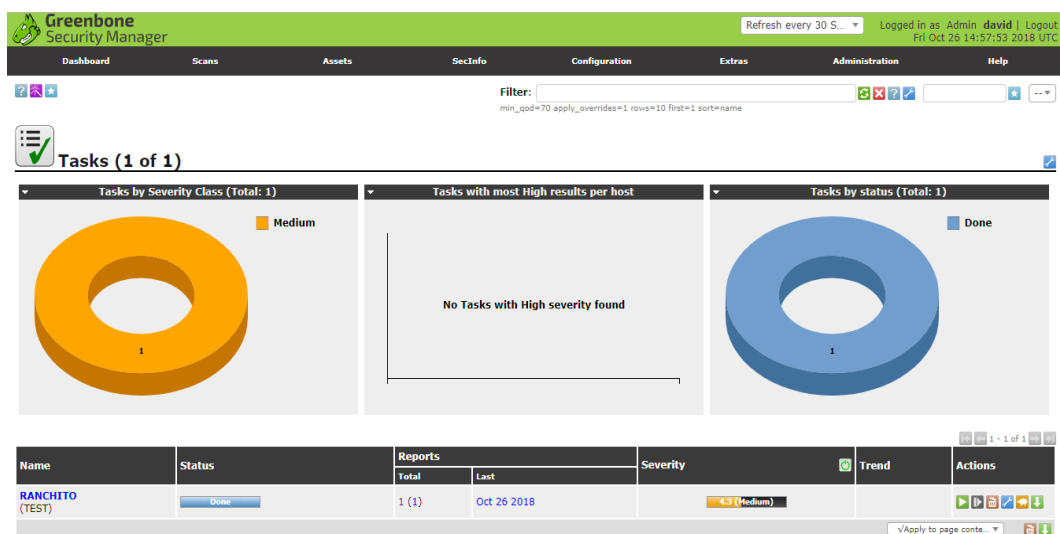 Greenbone
Security Manager
Refresh every 30 S...
Logged in as Admin david | Logout
Fri Oct 26 14:57:53 2018 UTC
Dashboard Scans Assets SecInfo Configuration Extras Administration Help
Filter:
--
min_qod=70 apply_overrides=1 rows=10 first=1 sort=name
Tasks (1 of 1)
Tasks by Severity Class (Total: 1)
Medium
1
Tasks with most High results per host
No Tasks with High severity found
Tasks by status (Total: 1)
Done
1
1 - 1 of 1
Name Status Reports Severity Trend Actions
Total Last
RANCHITO Done 1 (1) Oct 26 2018 4.3 (Medium)
(TEST)
√Apply to page conte...